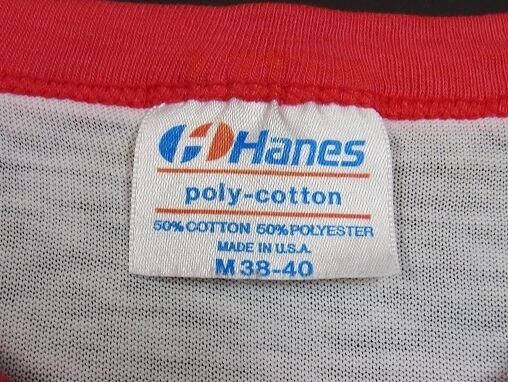 Hanes
poly-cotton
50% COTTON 50% POLYESTER
MADE IN U.S.A.
M 38-40